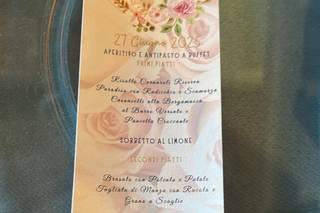 27 Giugno 2025
APERITIVO E ANTIPASTO A BUFFET
PRIMI PIATTI
Risotto Carnaroli Riserva
Paradiso con Radicchio e Scamorza
Casoncelli alla Bergamasca
al Burro Versato e
Pancetta Croccante
SORBETTO AL LIMONE
SECONDI PIATTI
Brasato con Polenta e Patate
Tagliata di Manzo con Rucola e
Grana a Scaglie